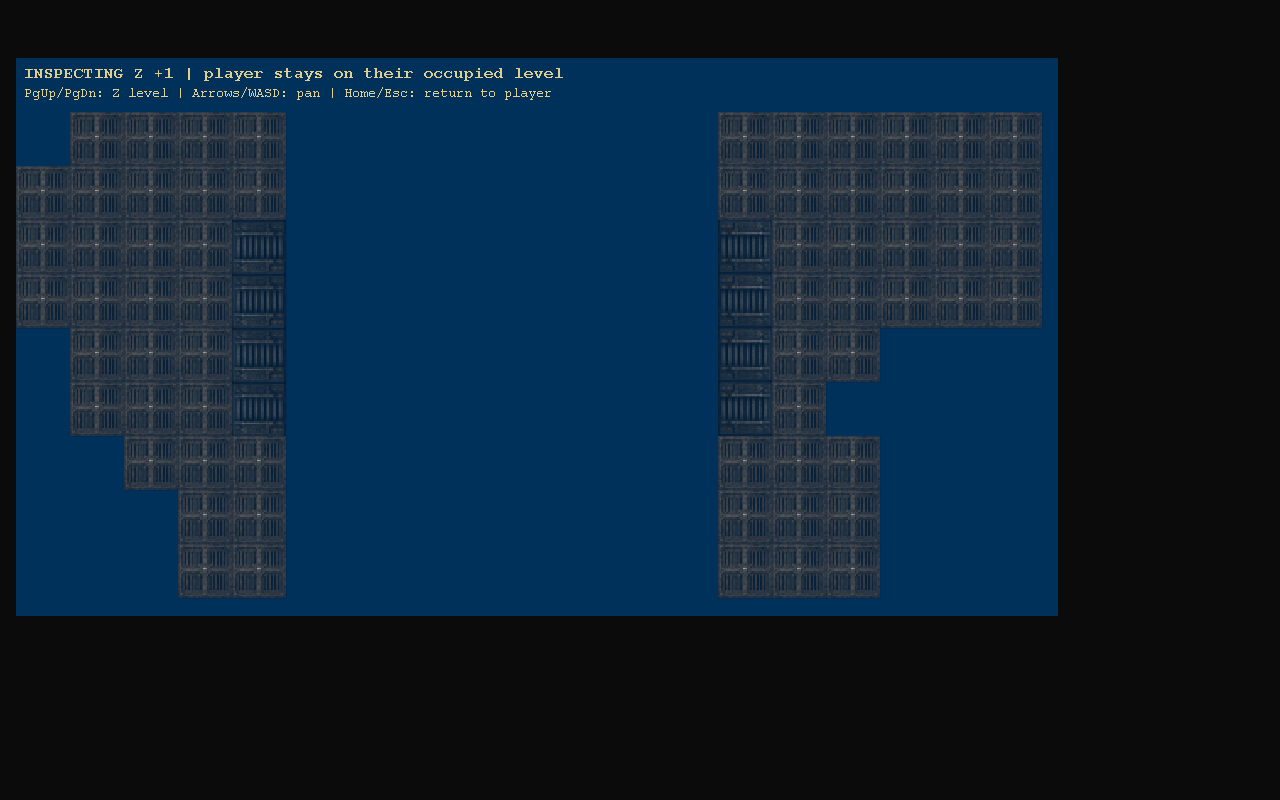 INSPECTING Z +1 | player stays on their occupied level
PgUp/PgDn: Z level | Arrows/WASD: pan | Home/Esc: return to player